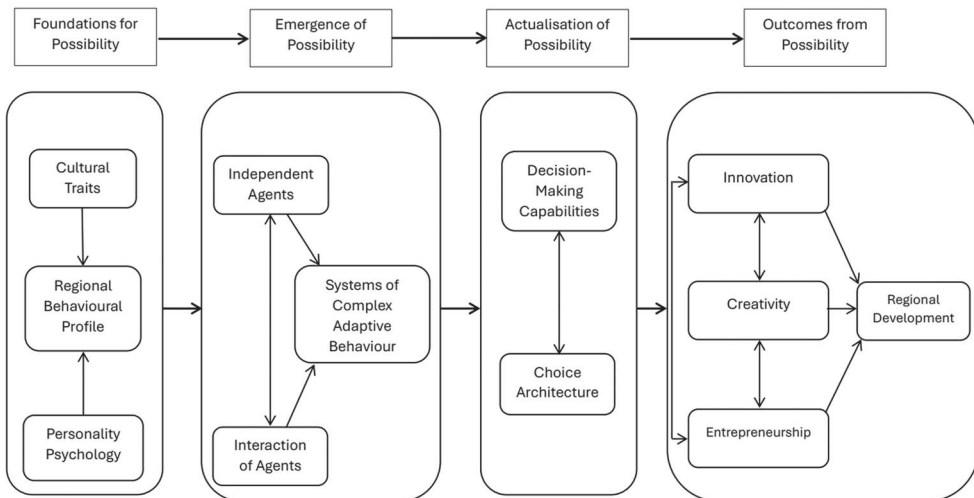 Foundations for
Possibility
Emergence of
Possibility
Actualisation of
Possibility
Outcomes from
Possibility
Cultural
Traits
Regional
Behavioural
Profile
Personality
Psychology
Independent
Agents
Systems of
Complex
Adaptive
Behaviour
Interaction
of Agents
Decision-
Making
Capabilities
Choice
Architecture
Innovation
Creativity
Entrepreneurship
Regional
Development